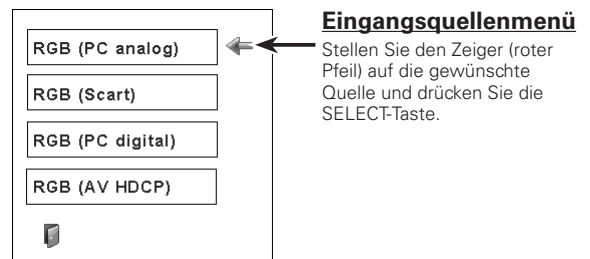 RGB (PC analog)
RGB (Scart)
RGB (PC digital)
RGB (AV HDCP)
Eingangsquellenmenü
Stellen Sie den Zeiger (roter
Pfeil) auf die gewünschte
Quelle und drücken Sie die
SELECT-Taste.